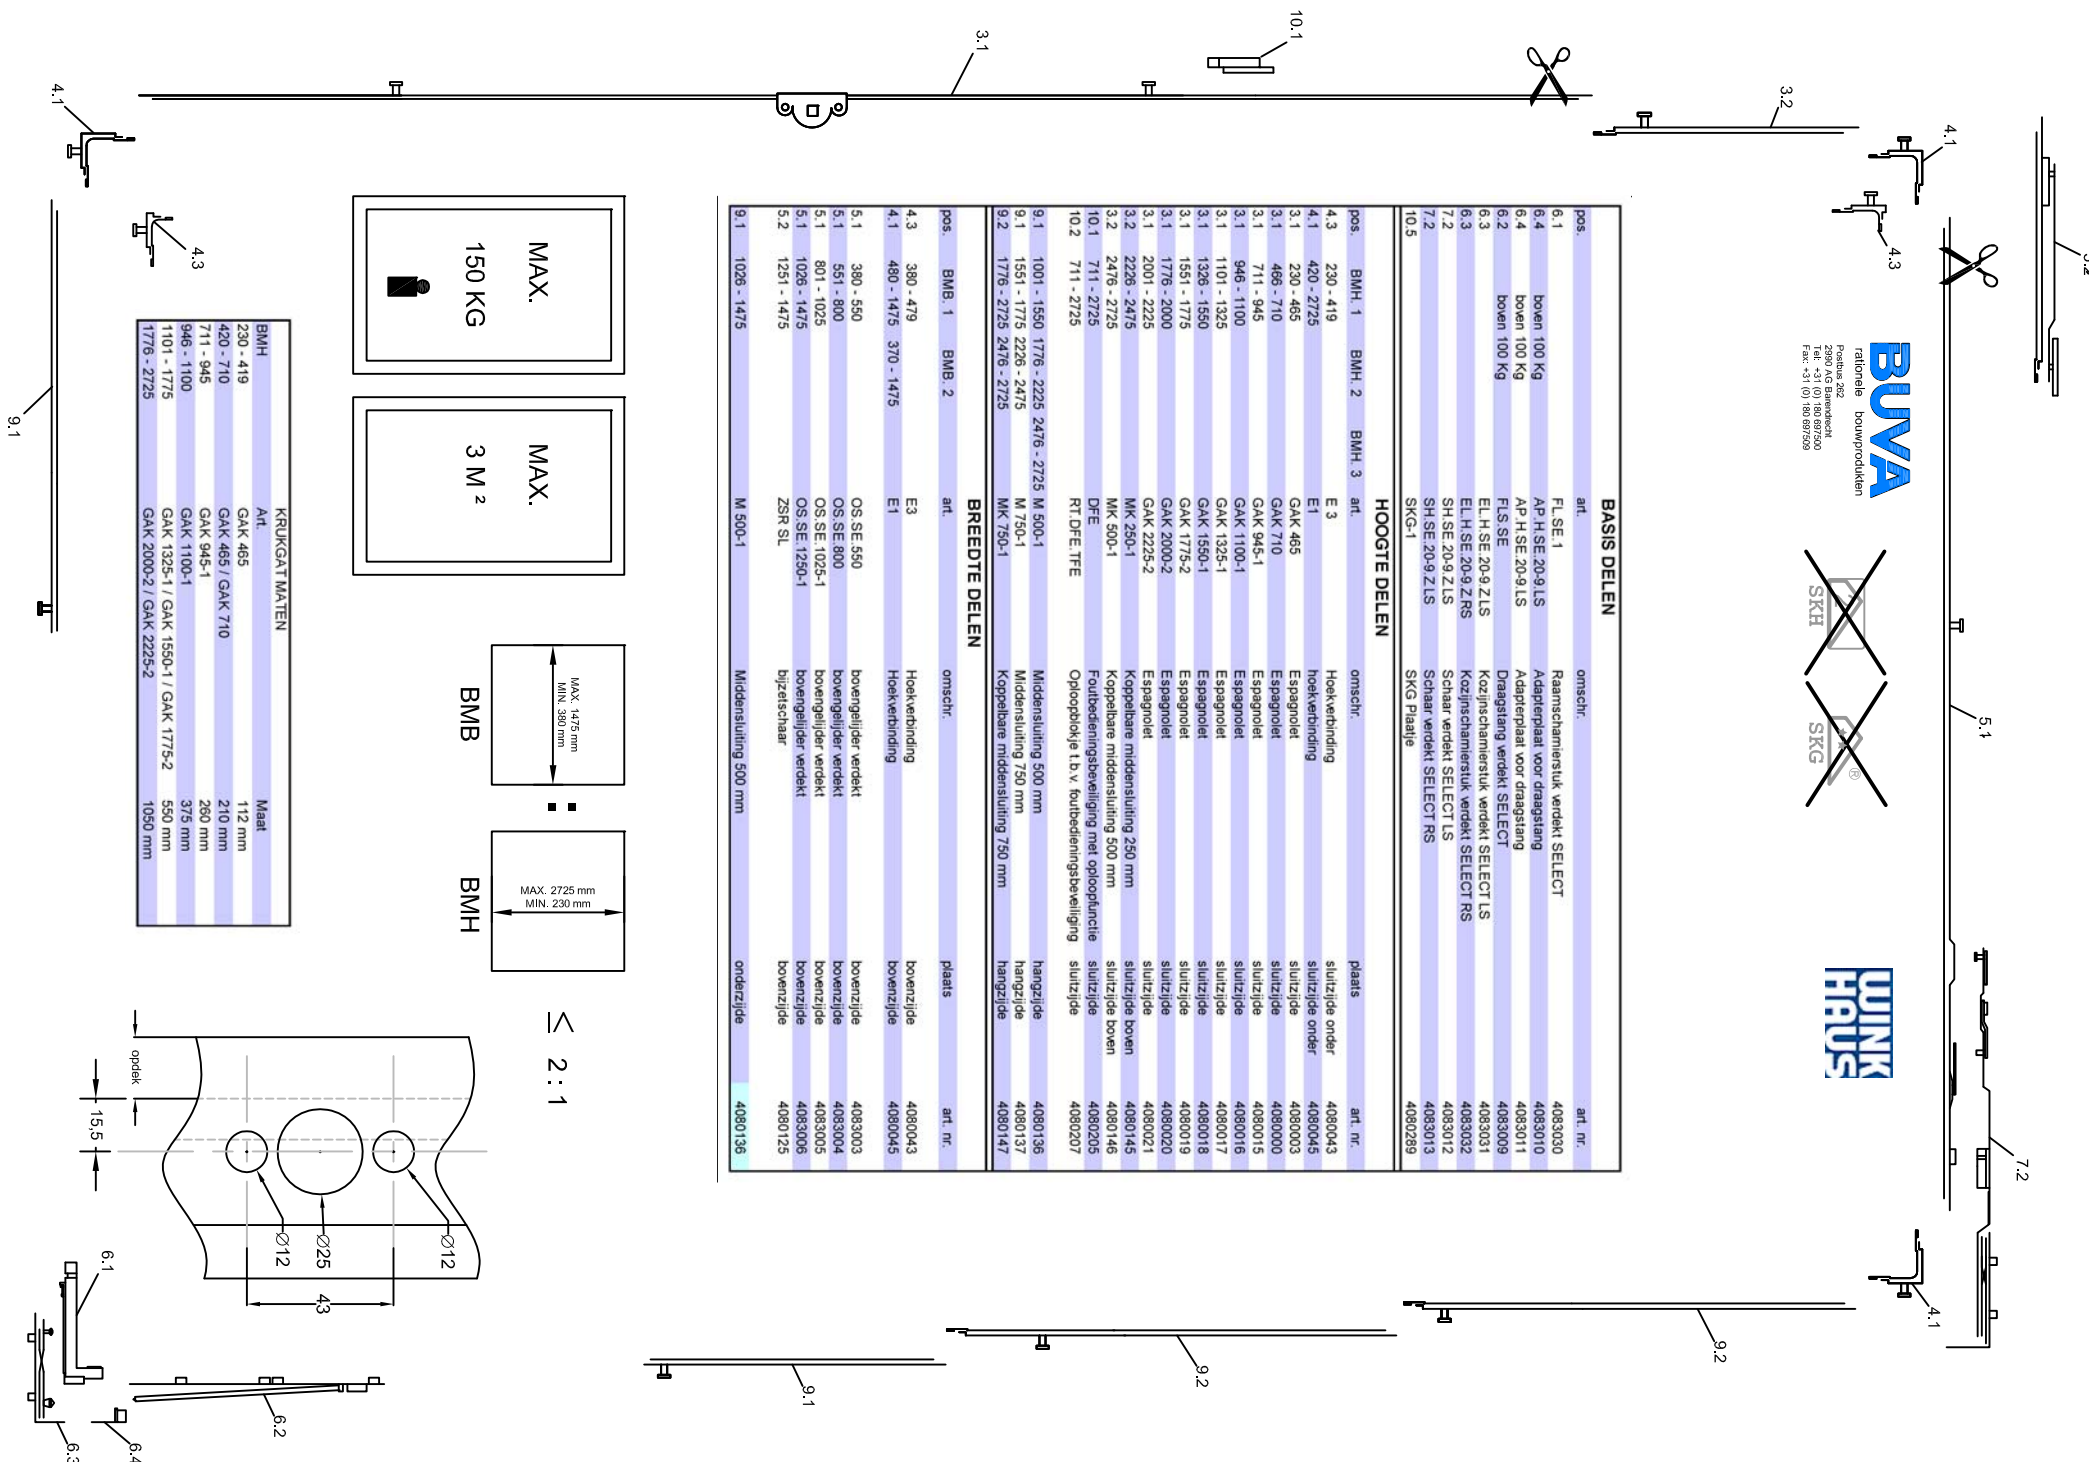 BUVA
rationele bouwprodukten
Postbus 262
2990 AG Barendrecht
Tel: +31 (0) 180 697500
Fax: +31 (0) 180 697509
SKH
SKG
®
WINK
HAUS
BASIS DELEN
pos. art. omschr. art. nr.
6.1 FL.SE.1 Raamscharnierstuk verdekt SELECT 4083030
6.4 boven 100 Kg AP.H.SE.20-9.LS Adapterplaat voor draagstang 4083010
6.4 boven 100 Kg AP.H.SE.20-9.LS Adapterplaat voor draagstang 4083011
6.2 boven 100 Kg FLS.SE Draagstang verdekt SELECT 4083009
6.3 EL.H.SE.20-9.Z.LS Kozijnscharnierstuk verdekt SELECT LS 4083031
6.3 EL.H.SE.20-9.Z.RS Kozijnscharnierstuk verdekt SELECT RS 4083032
7.2 SH.SE.20-9.Z.LS Schaar verdekt SELECT LS 4083012
7.2 SH.SE.20-9.Z.LS Schaar verdekt SELECT RS 4083013
10.5 SKG-1 SKG Plaatje 4080289
HOOGTE DELEN
pos. BMH. 1 BMH. 2 BMH. 3 art. omschr. plaats art. nr.
4.3 230 - 419 E 3 Hoekverbinding sluitzijde onder 4080043
4.1 420 - 2725 E1 hoekverbinding sluitzijde onder 4080045
3.1 230 - 465 GAK 465 Espagnolet sluitzijde 4080003
3.1 466 - 710 GAK 710 Espagnolet sluitzijde 4080000
3.1 711 - 945 GAK 945-1 Espagnolet sluitzijde 4080015
3.1 946 - 1100 GAK 1100-1 Espagnolet sluitzijde 4080016
3.1 1101 - 1325 GAK 1325-1 Espagnolet sluitzijde 4080017
3.1 1326 - 1550 GAK 1550-1 Espagnolet sluitzijde 4080018
3.1 1551 - 1775 GAK 1775-2 Espagnolet sluitzijde 4080019
3.1 1776 - 2000 GAK 2000-2 Espagnolet sluitzijde 4080020
3.1 2001 - 2225 GAK 2225-2 Espagnolet sluitzijde 4080021
3.2 2226 - 2475 MK 250-1 Koppelbare middensluiting 250 mm sluitzijde boven 4080145
3.2 2476 - 2725 MK 500-1 Koppelbare middensluiting 500 mm sluitzijde boven 4080146
10.1 711 - 2725 DFE Foutbedieningsbeveiliging met oploopfunctie sluitzijde 4080205
10.2 711 - 2725 RT.DFE.TFE Oploopblokje t.b.v. foutbedieningsbeveiliging sluitzijde 4080207
9.1 1001 - 1550 1776 - 2225 2476 - 2725 M 500-1 Middensluiting 500 mm hangzijde 4080136
9.1 1551 - 1775 2226 - 2475 M 750-1 Middensluiting 750 mm hangzijde 4080137
9.2 1776 - 2725 2476 - 2725 MK 750-1 Koppelbare middensluiting 750 mm hangzijde 4080147
BREEDTE DELEN
pos. BMB. 1 BMB. 2 art. omschr. plaats art. nr.
4.3 380 - 479 E3 Hoekverbinding bovenzijde 4080043
4.1 480 - 1475 370 - 1475 E1 Hoekverbinding bovenzijde 4080045
5.1 380 - 550 OS.SE.550 bovengelijder verdekt bovenzijde 4083003
5.1 551 - 800 OS.SE.800 bovengelijder verdekt bovenzijde 4083004
5.1 801 - 1025 OS.SE.1025-1 bovengelijder verdekt bovenzijde 4083005
5.1 1026 - 1475 OS.SE.1250-1 bovengelijder verdekt bovenzijde 4083006
5.2 1251 - 1475 ZSR SL bijzetschaar bovenzijde 4080125
9.1 1026 - 1475 M 500-1 Middensluiting 500 mm onderzijde 4080136
MAX.
150 KG
MAX.
3 M ²
MAX. 1475 mm
MIN. 380 mm
BMB
:
MAX. 2725 mm
MIN. 230 mm
BMH
≤ 2 : 1
KRUKGAT MATEN
BMH Art. Maat
230 - 419 GAK 465 112 mm
420 - 710 GAK 465 / GAK 710 210 mm
711 - 945 GAK 945-1 260 mm
946 - 1100 GAK 1100-1 375 mm
1101 - 1775 GAK 1325-1 / GAK 1550-1 / GAK 1775-2 550 mm
1776 - 2725 GAK 2000-2 / GAK 2225-2 1050 mm
opdek
15,5
Ø12
Ø25
Ø12
43
3.1
10.1
3.2
4.1
4.3
5.1
7.2
4.1
9.2
9.2
9.1
6.2
6.1
6.3
6.4
4.1
4.3
9.1